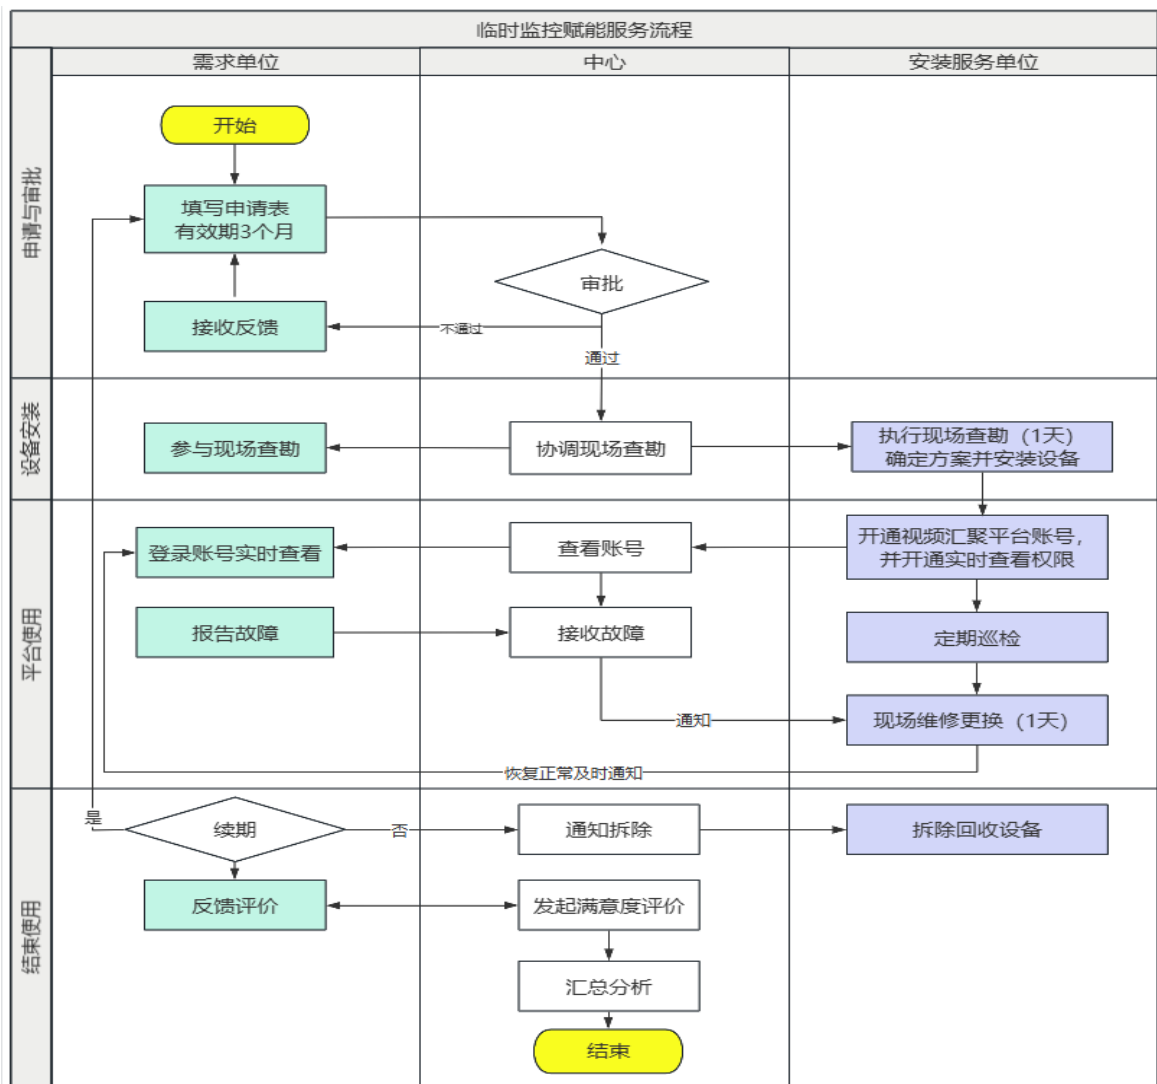 临时监控赋能服务流程
需求单位
中心
安装服务单位
申请与审批
开始
填写申请表
有效期3个月
审批
接收反馈
不通过
通过
设备安装
参与现场查勘
协调现场查勘
执行现场查勘（1天）
确定方案并安装设备
平台使用
登录账号实时查看
查看账号
开通视频汇聚平台账号，
并开通实时查看权限
报告故障
接收故障
定期巡检
通知
现场维修更换（1天）
恢复正常及时通知
结束使用
是
续期
否
通知拆除
拆除回收设备
反馈评价
发起满意度评价
汇总分析
结束